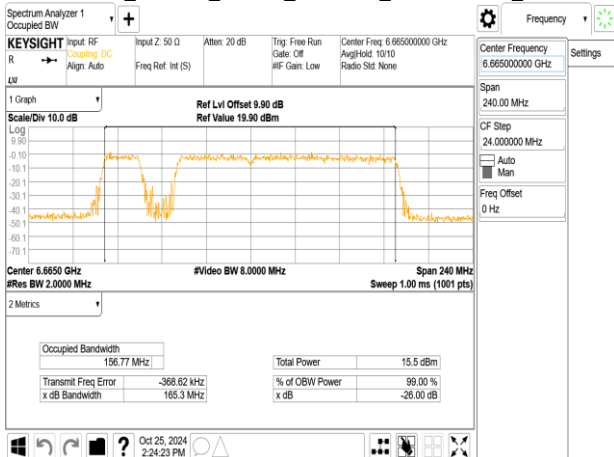 Spectrum Analyzer 1
Occupied BW
Frequency
KEYSIGHT Input: RF Input Z: 50 Ω Atten: 20 dB Trig: Free Run Center Freq: 6.665000000 GHz
R Coupling: DC Gate: Off Avg|Hold: 10/10
Align: Auto Freq Ref: Int (S) #IF Gain: Low Radio Std: None
LXI
Center Frequency
6.665000000 GHz
Settings
Span
240.00 MHz
CF Step
24.000000 MHz
Auto
Man
Freq Offset
0 Hz
1 Graph
Ref Lvl Offset 9.90 dB
Scale/Div 10.0 dB Ref Value 19.90 dBm
Log
9.90
-0.10
-10.1
-20.1
-30.1
-40.1
-50.1
-60.1
-70.1
Center 6.6650 GHz #Video BW 8.0000 MHz Span 240 MHz
#Res BW 2.0000 MHz Sweep 1.00 ms (1001 pts)
2 Metrics
Occupied Bandwidth
156.77 MHz
Total Power 15.5 dBm
Transmit Freq Error -368.62 kHz % of OBW Power 99.00 %
x dB Bandwidth 165.3 MHz x dB -26.00 dB
Oct 25, 2024
2:24:23 PM